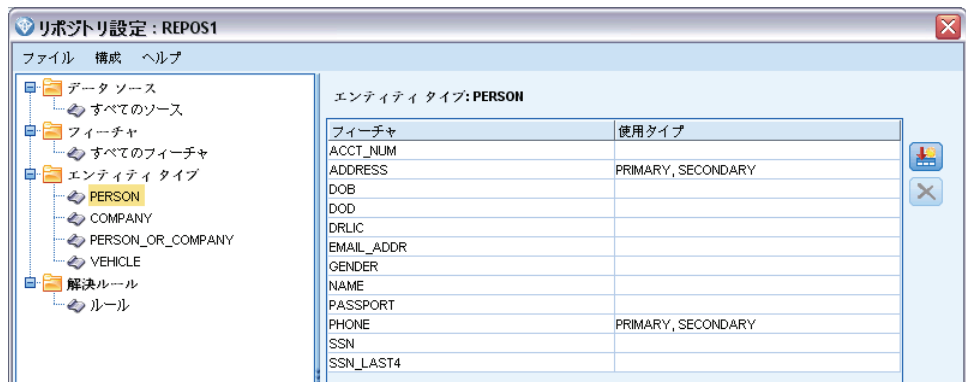 リポジトリ設定 : REPOS1
ファイル 構成 ヘルプ
データ ソース
すべてのソース
フィーチャ
すべてのフィーチャ
エンティティ タイプ
PERSON
COMPANY
PERSON_OR_COMPANY
VEHICLE
解決ルール
ルール
エンティティ タイプ: PERSON
フィーチャ 使用タイプ
ACCT_NUM
ADDRESS PRIMARY, SECONDARY
DOB
DOD
DRLIC
EMAIL_ADDR
GENDER
NAME
PASSPORT
PHONE PRIMARY, SECONDARY
SSN
SSN_LAST4